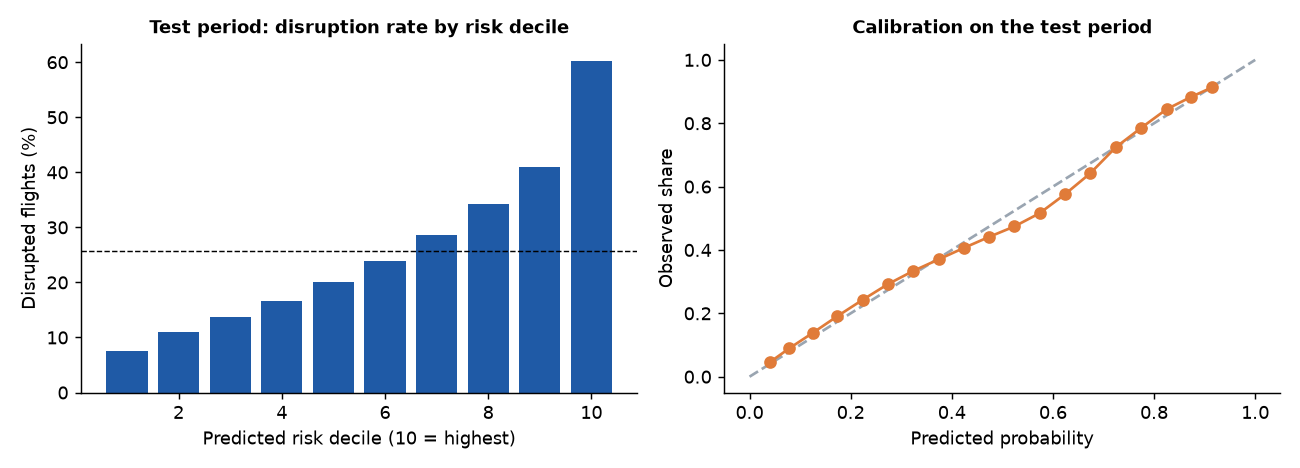 Test period: disruption rate by risk decile
Disrupted flights (%)
60
50
40
30
20
10
0
2 4 6 8 10
Predicted risk decile (10 = highest)
Calibration on the test period
Observed share
1.0
0.8
0.6
0.4
0.2
0.0
0.0 0.2 0.4 0.6 0.8 1.0
Predicted probability